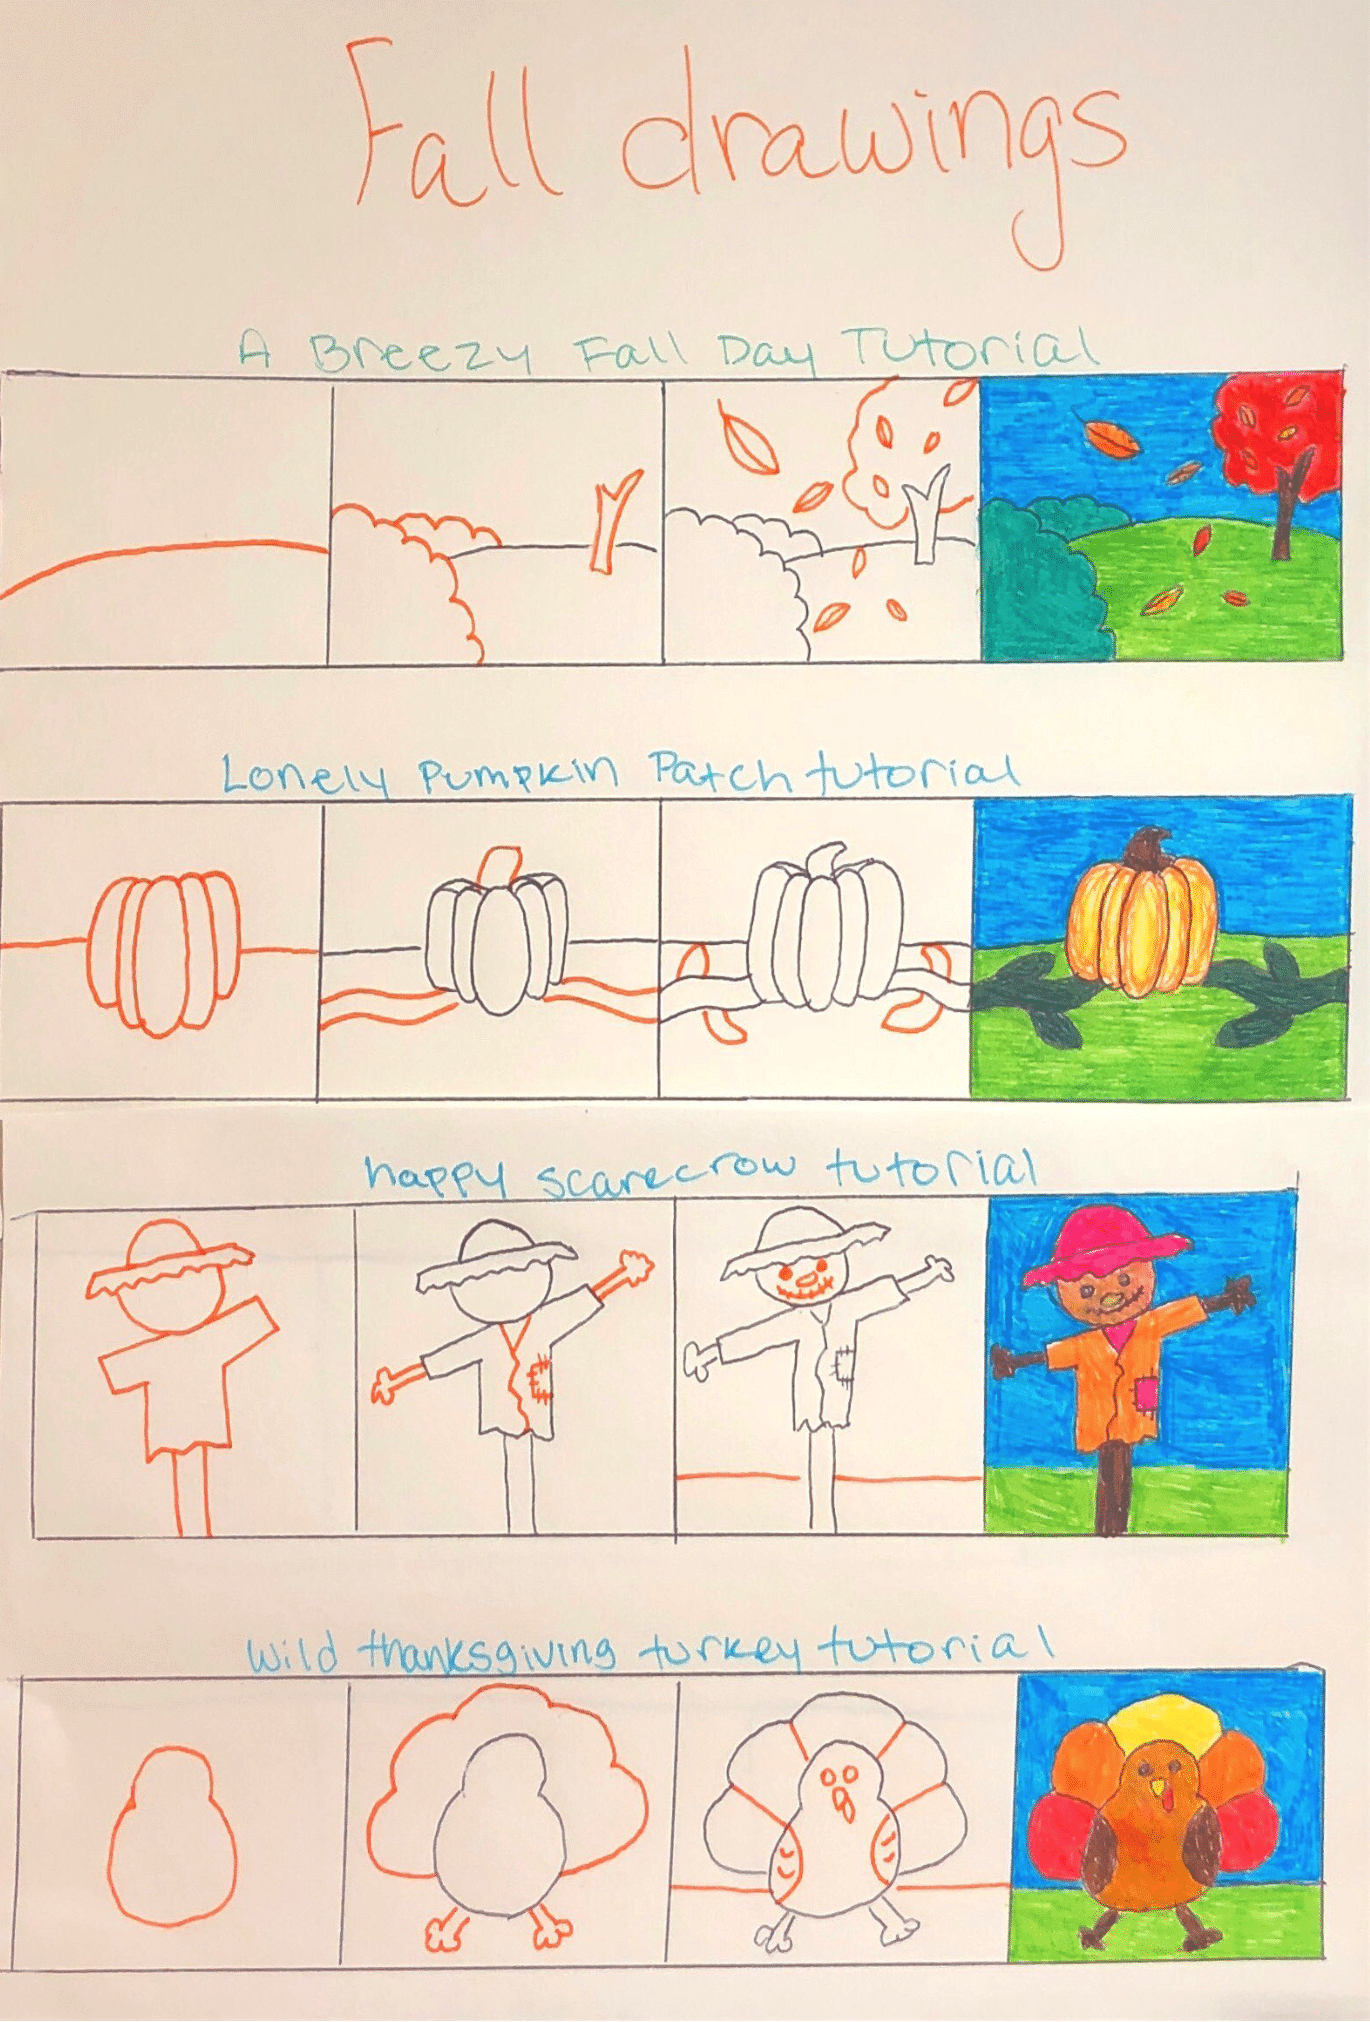 Fall drawings
A Breezy Fall Day Tutorial
Lonely Pumpkin Patch tutorial
happy scarecrow tutorial
Wild thanksgiving turkey tutorial